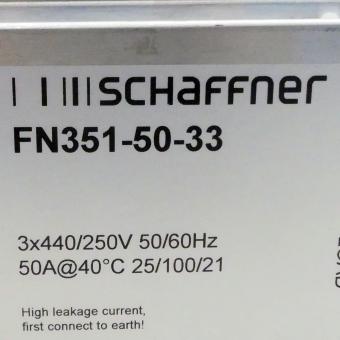 SCHAFFNER
FN351-50-33
3x440/250V 50/60Hz
50A@40°C 25/100/21
High leakage current,
first connect to earth!